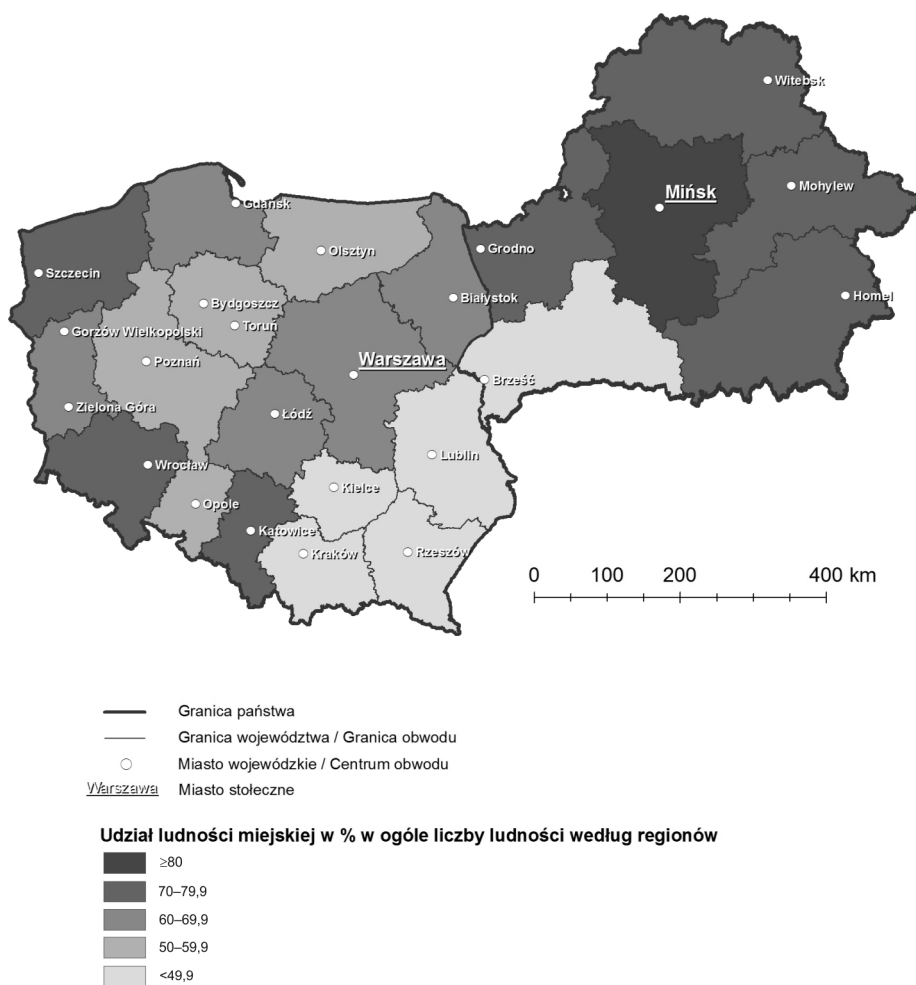 Witebsk
Mińsk
Mohylew
Gdańsk
Grodno
Olsztyn
Szczecin
Homel
Białystok
Bydgoszcz
Toruń
Gorzów Wielkopolski
Warszawa
Poznań
Brześć
Zielona Góra
Łódź
Lublin
Wrocław
Kielce
Opole
Katowice
Kraków
Rzeszów
0 100 200 400 km
Granica państwa
Granica województwa / Granica obwodu
Miasto wojewódzkie / Centrum obwodu
Warszawa Miasto stołeczne
Udział ludności miejskiej w % w ogóle liczby ludności według regionów
≥80
70–79,9
60–69,9
50–59,9
<49,9